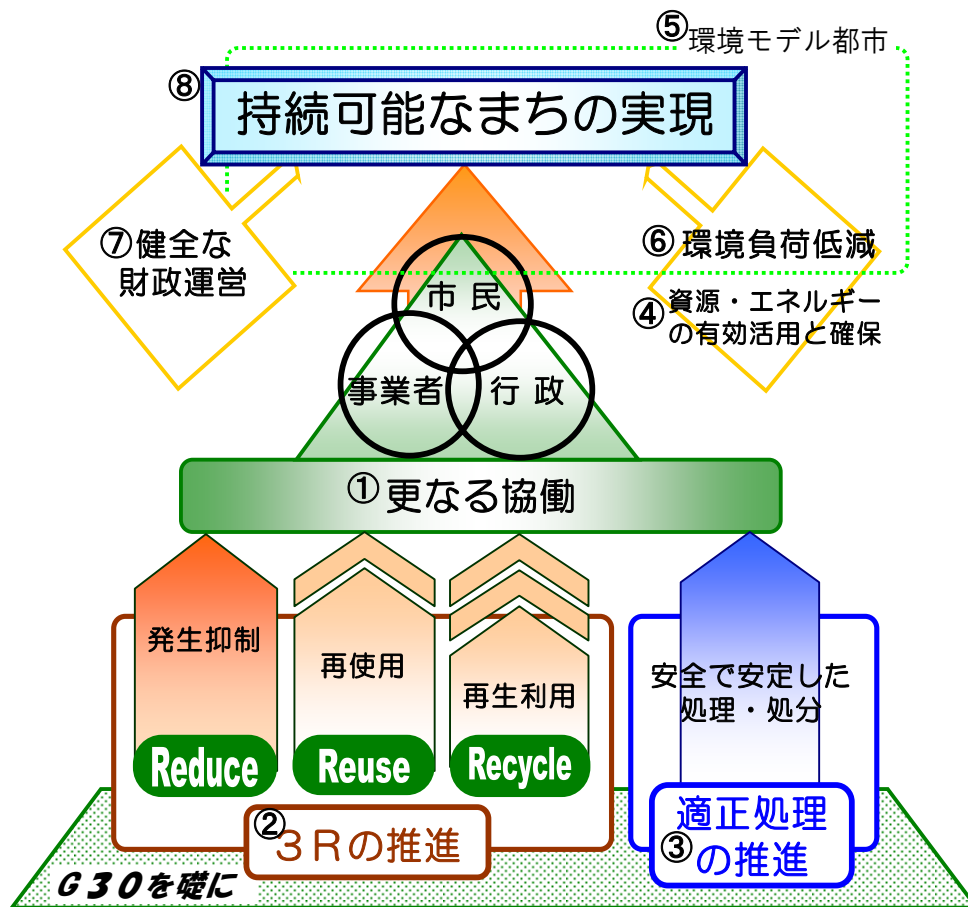 ⑤環境モデル都市
⑧持続可能なまちの実現
⑦健全な
財政運営
⑥環境負荷低減
④資源・エネルギー
の有効活用と確保
市民
事業者
行政
①更なる協働
発生抑制
Reduce
再使用
Reuse
再生利用
Recycle
②3Rの推進
安全で安定した
処理・処分
適正処理
③の推進
G30を礎に